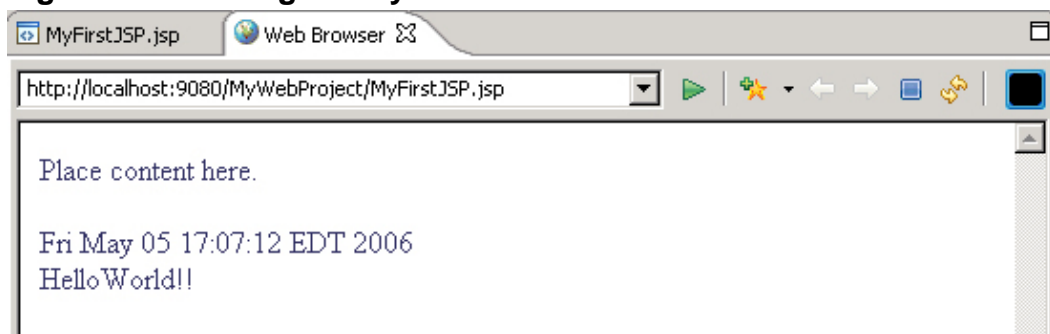 MyFirstJSP.jsp Web Browser
http://localhost:9080/MyWebProject/MyFirstJSP.jsp
Place content here.
Fri May 05 17:07:12 EDT 2006
HelloWorld!!